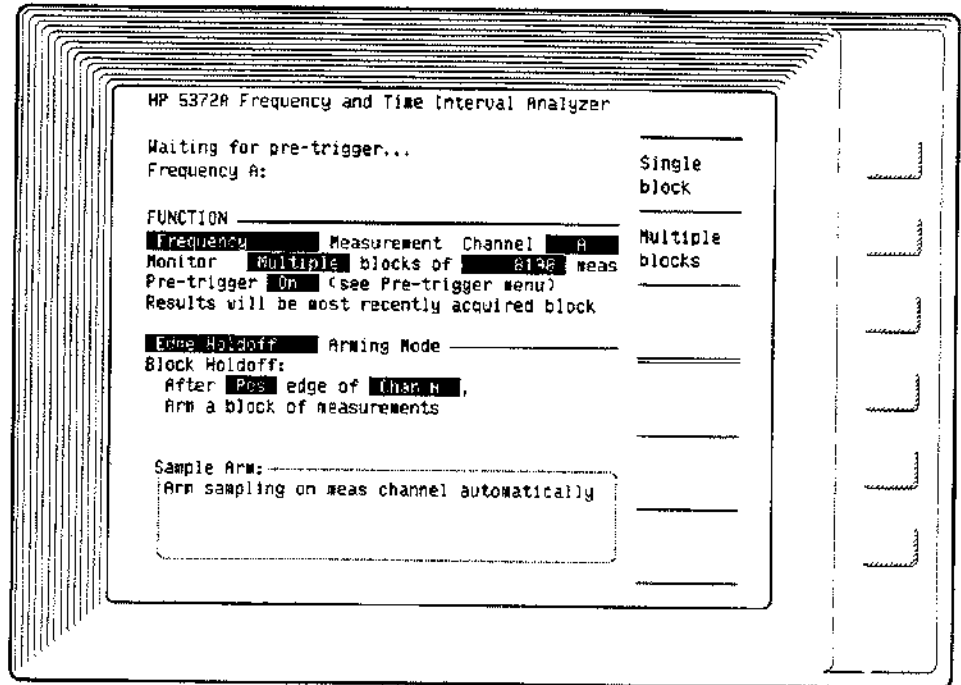 HP 5372A Frequency and Time Interval Analyzer
Waiting for pre-trigger...
Frequency A:
FUNCTION
Frequency Measurement Channel A
Monitor Multiple blocks of 8190 meas
Pre-trigger On (see Pre-trigger menu)
Results will be most recently acquired block
Edge Holdoff Arming Mode
Block Holdoff:
After Pos edge of Chan A,
Arm a block of measurements
Sample Arm:
Arm sampling on meas channel automatically
Single
block
Multiple
blocks